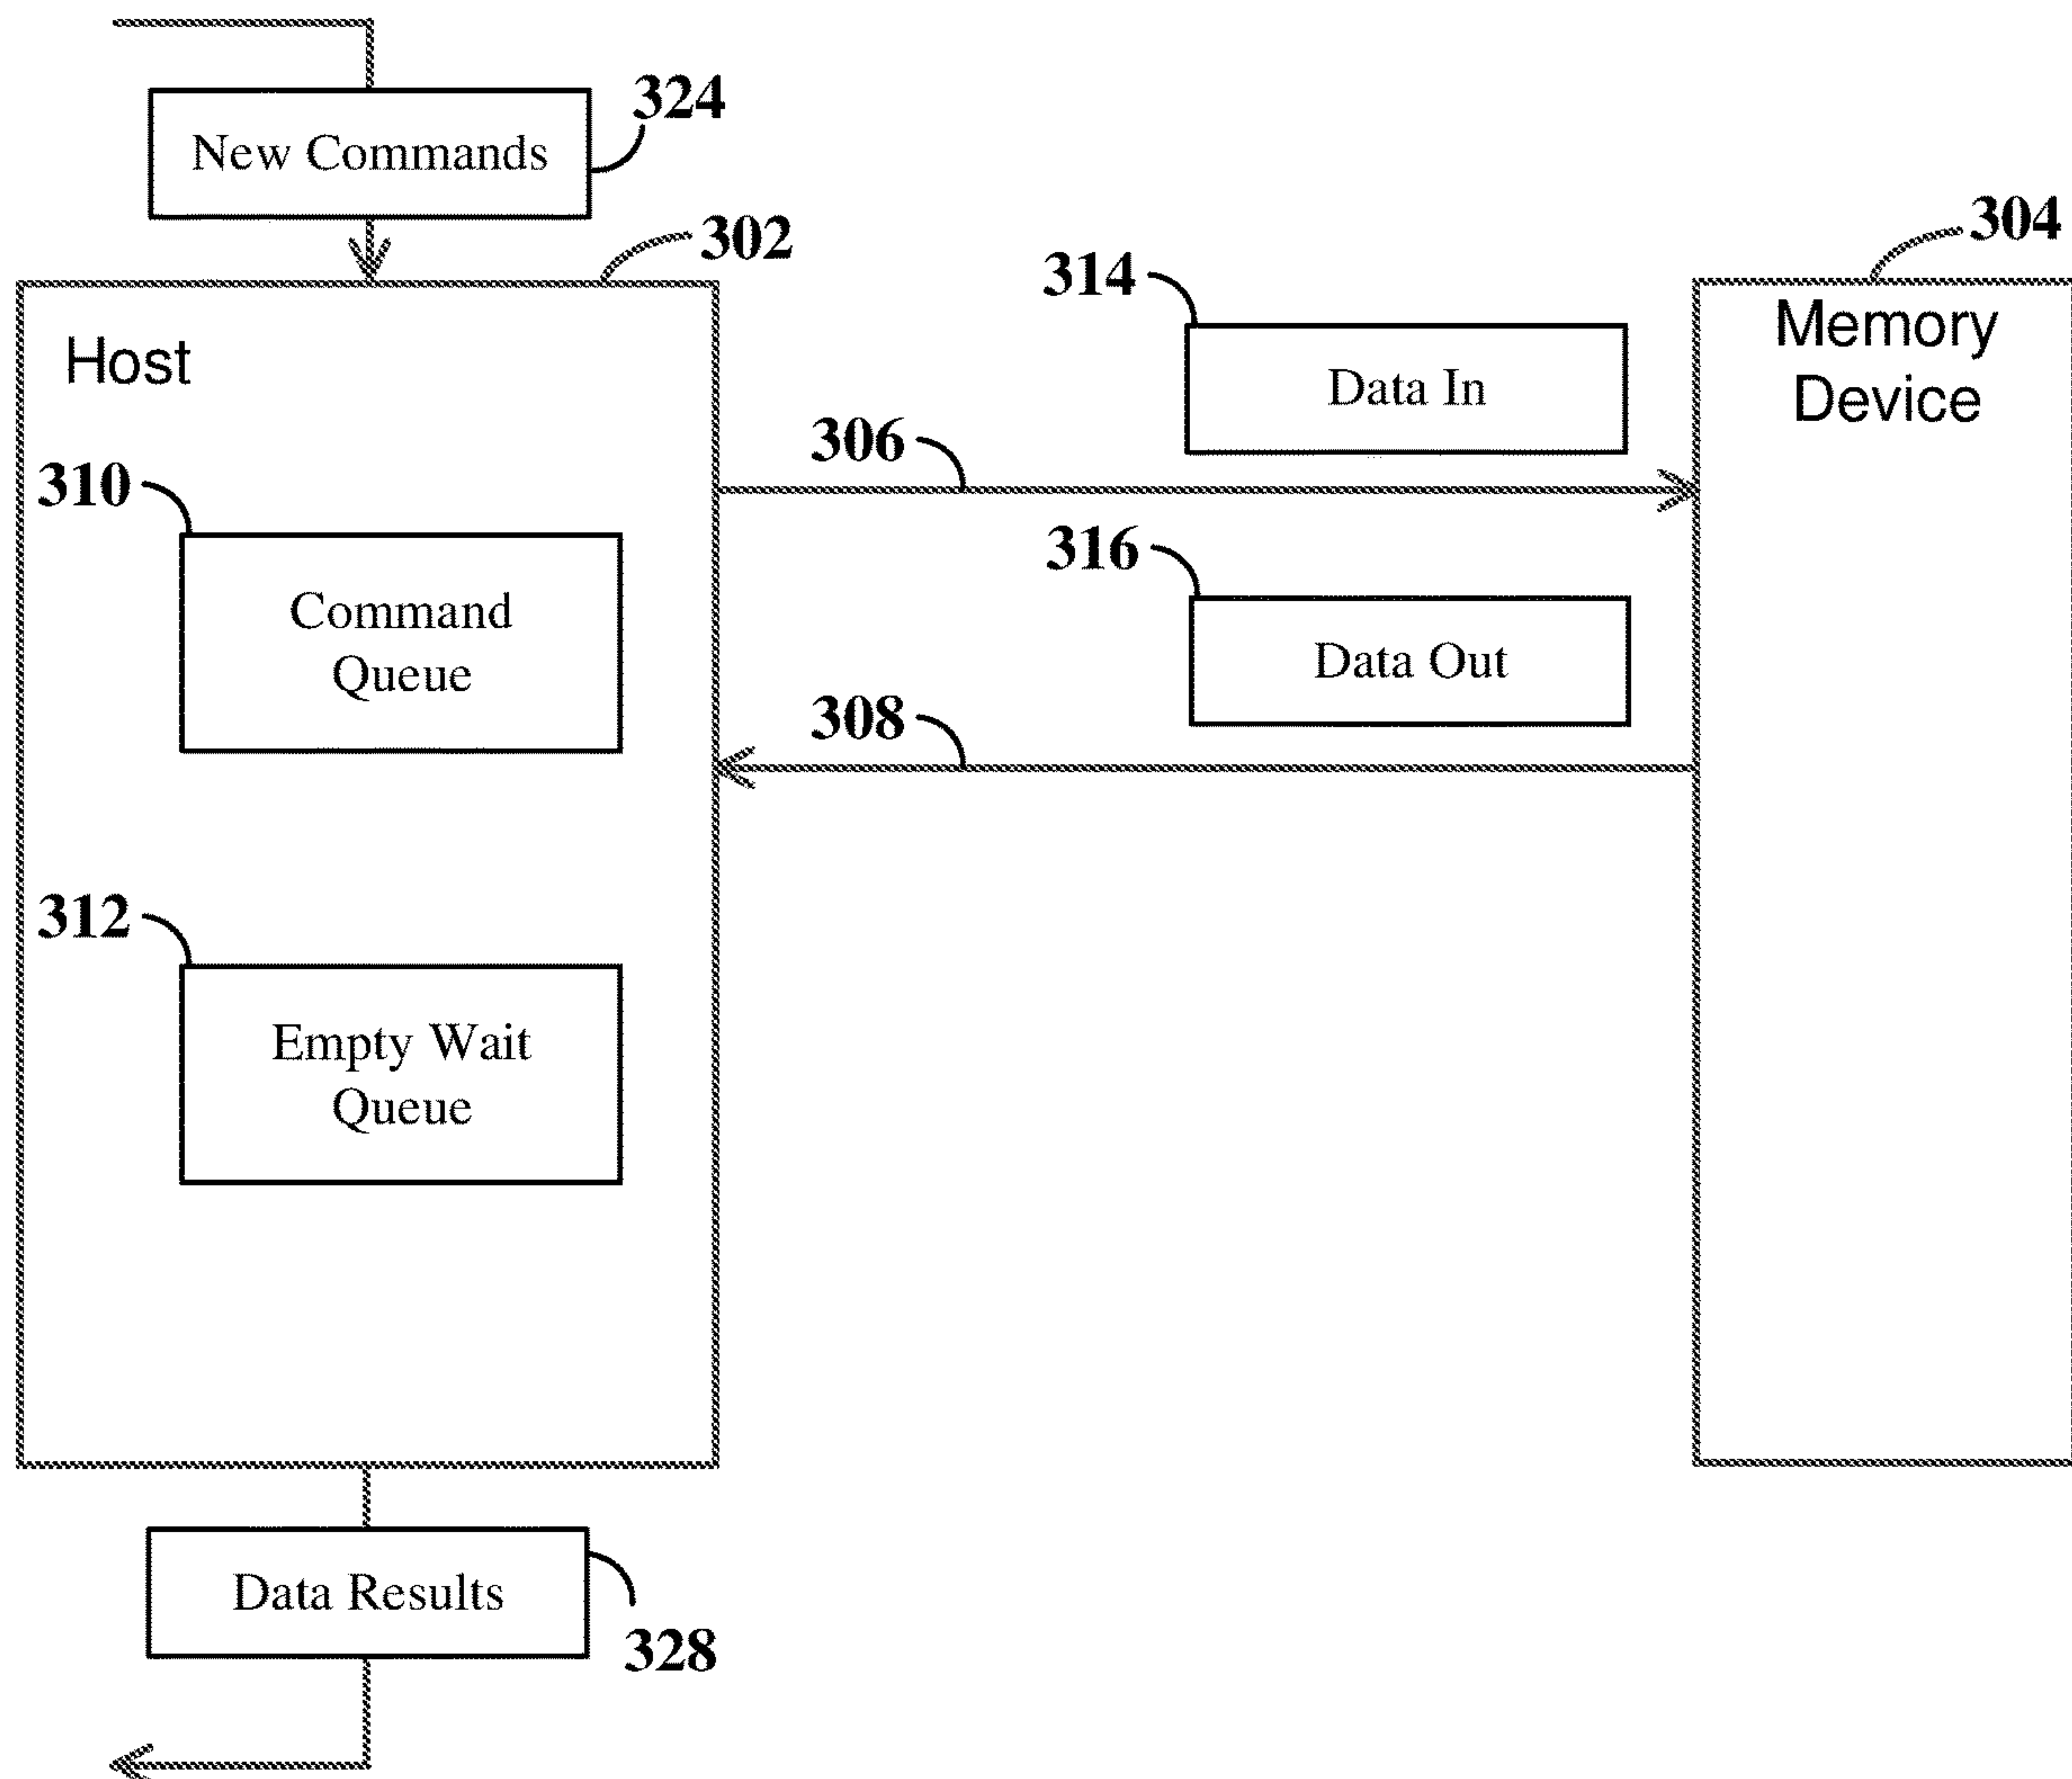 324
New Commands
302
304
314
Memory
Device
Host
Data In
306
310
316
Command
Queue
Data Out
308
312
Empty Wait
Queue
Data Results
328